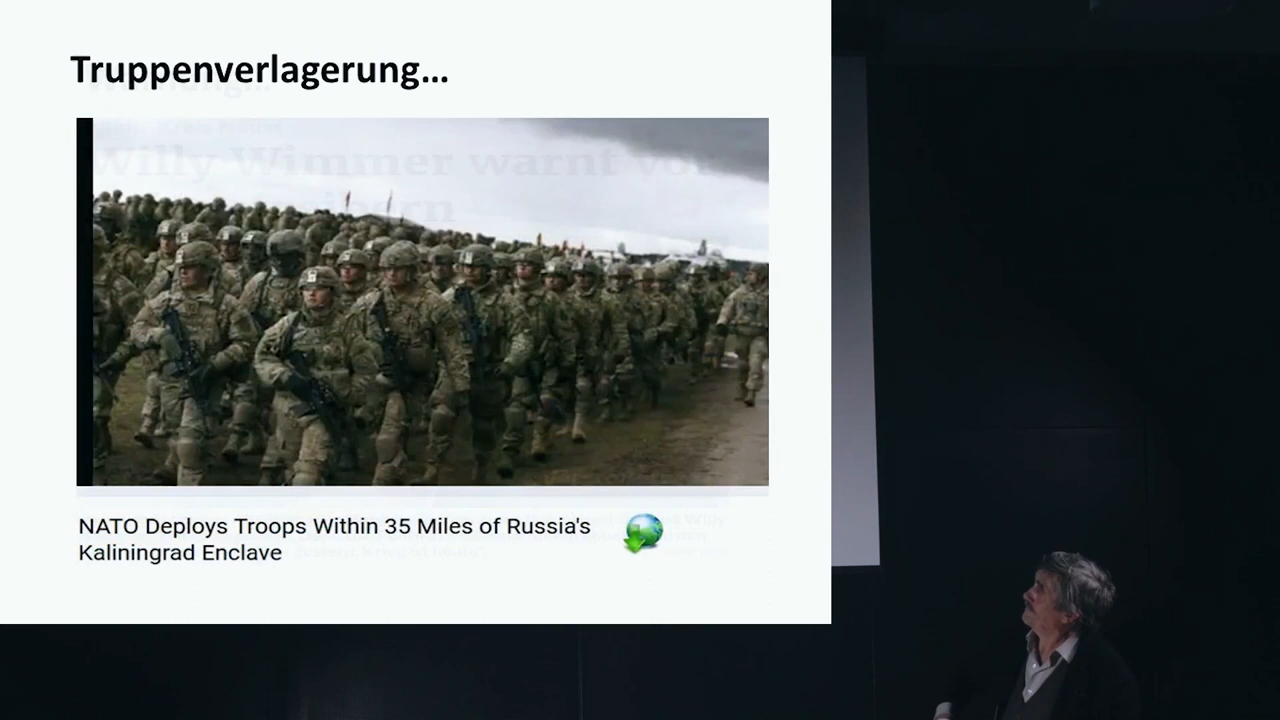 Truppenverlagerung...
Willy Wimmer warnt vor
NATO Deploys Troops Within 35 Miles of Russia's
Kaliningrad Enclave